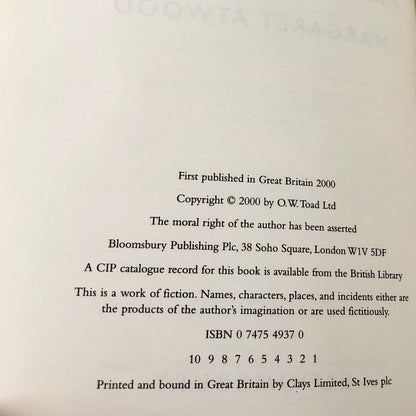 MARGARET ATWOOD
First published in Great Britain 2000
Copyright © 2000 by O.W. Toad Ltd
The moral right of the author has been asserted
Bloomsbury Publishing Plc, 38 Soho Square, London W1V 5DF
A CIP catalogue record for this book is available from the British Library
This is a work of fiction. Names, characters, places, and incidents either are
the products of the author's imagination or are used fictitiously.
ISBN 0 7475 4937 0
10 9 8 7 6 5 4 3 2 1
Printed and bound in Great Britain by Clays Limited, St Ives plc